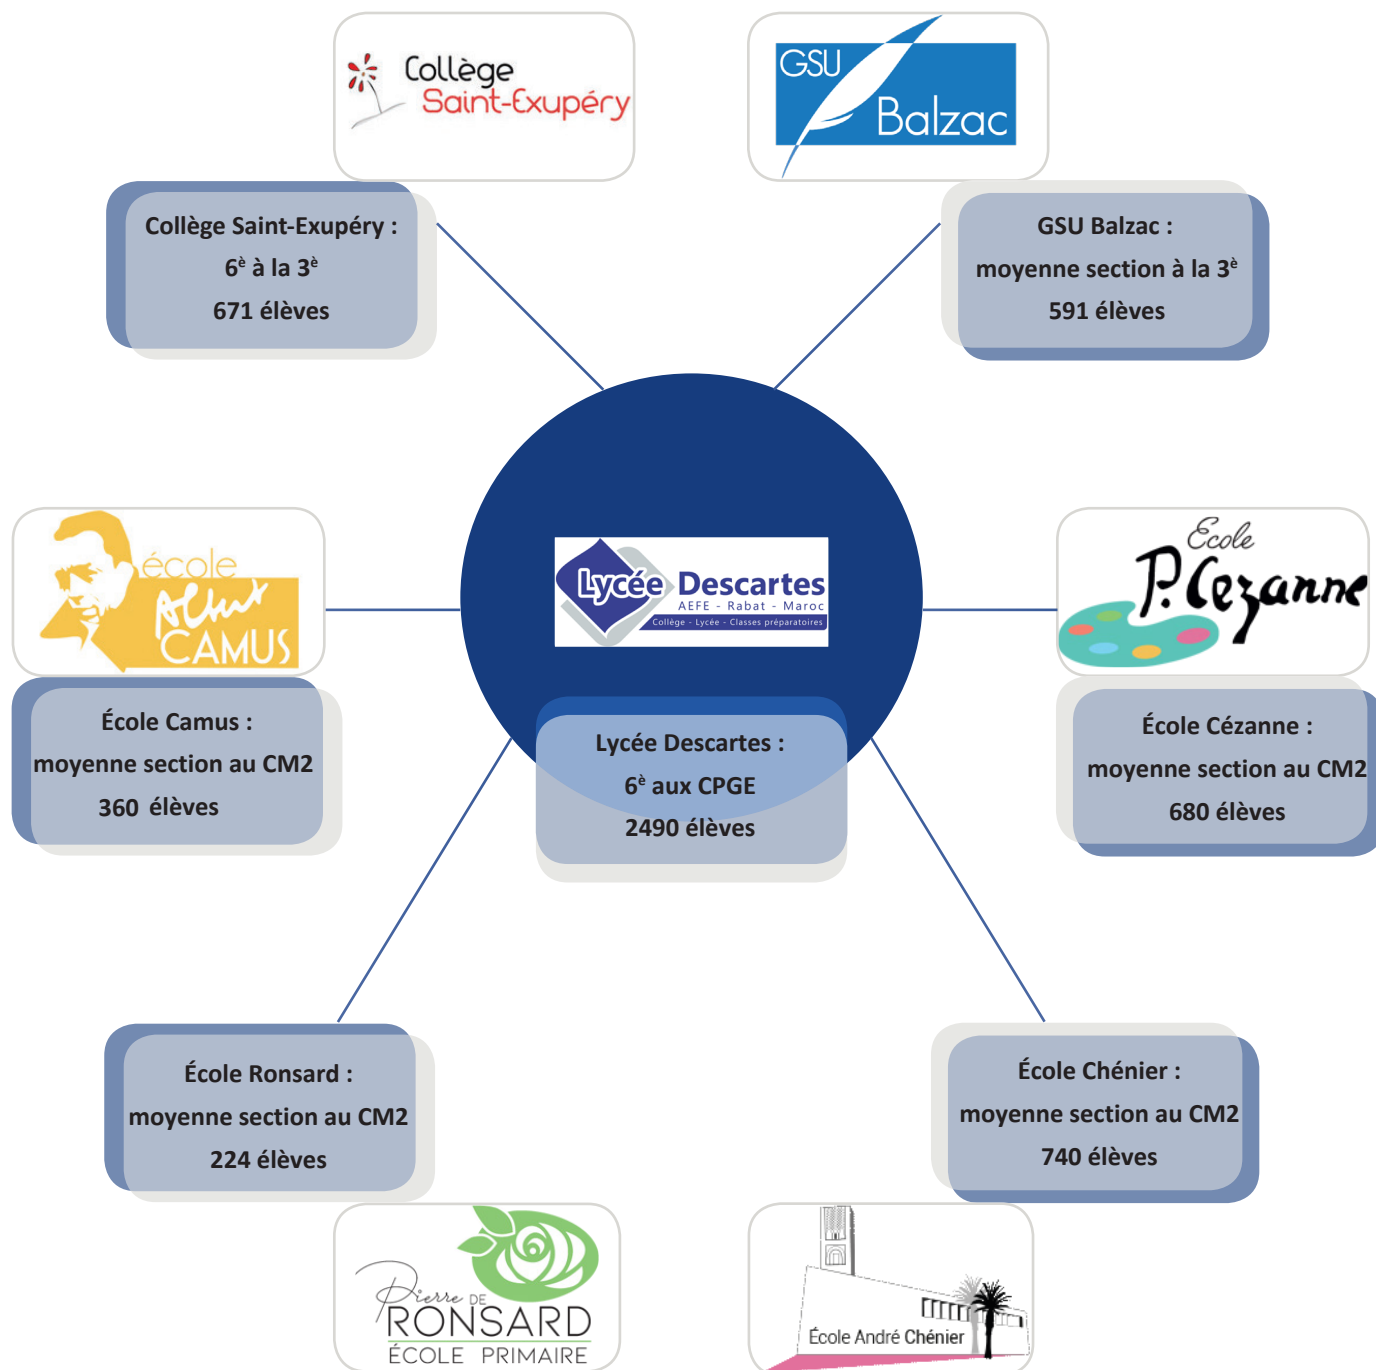 Collège
Saint-Exupéry
GSU
Balzac
Collège Saint-Exupéry :
6è à la 3è
671 élèves
GSU Balzac :
moyenne section à la 3è
591 élèves
école
Albert
CAMUS
Lycée Descartes
AEFE - Rabat - Maroc
Collège - Lycée - Classes préparatoires
Ecole
P. Cezanne
École Camus :
moyenne section au CM2
360 élèves
Lycée Descartes :
6è aux CPGE
2490 élèves
École Cézanne :
moyenne section au CM2
680 élèves
École Ronsard :
moyenne section au CM2
224 élèves
École Chénier :
moyenne section au CM2
740 élèves
Pierre DE
RONSARD
ÉCOLE PRIMAIRE
École André Chénier